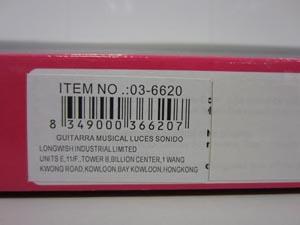 ITEM NO.:03-6620
8 349000 366207
GUITARRA MUSICAL LUCES SONIDO
LONGWISH INDUSTRIAL LIMITED
UNITS E,11/F.,TOWER B,BILLION CENTER,1 WANG
KWONG ROAD,KOWLOON,BAY KOWLOON,HONGKONG